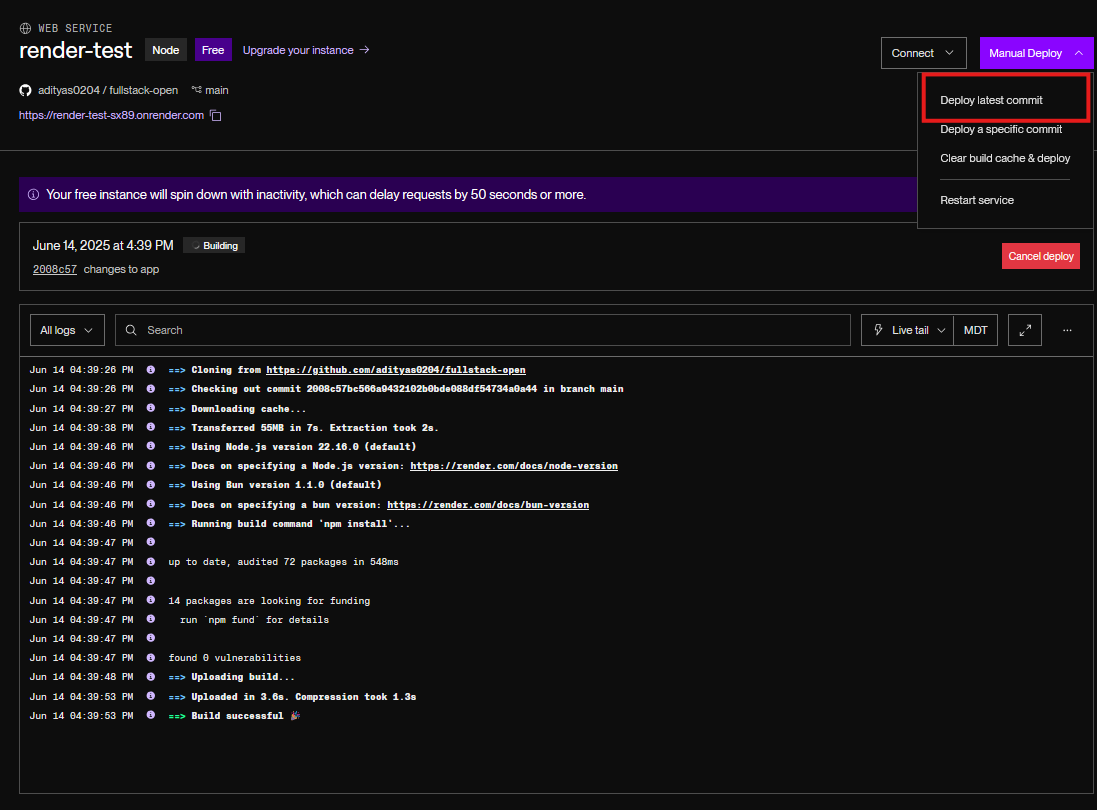 WEB SERVICE
render-test Node Free Upgrade your instance →
Connect Manual Deploy
adityas0204 / fullstack-open main
https://render-test-sx89.onrender.com
Deploy latest commit
Deploy a specific commit
Clear build cache & deploy
Restart service
Your free instance will spin down with inactivity, which can delay requests by 50 seconds or more.
June 14, 2025 at 4:39 PM Building
2008c57 changes to app
Cancel deploy
All logs Search Live tail MDT ...
Jun 14 04:39:26 PM ==> Cloning from https://github.com/adityas0204/fullstack-open
Jun 14 04:39:26 PM ==> Checking out commit 2008c57bc566a9432102b0bde088df54734a0a44 in branch main
Jun 14 04:39:27 PM ==> Downloading cache...
Jun 14 04:39:38 PM ==> Transferred 55MB in 7s. Extraction took 2s.
Jun 14 04:39:46 PM ==> Using Node.js version 22.16.0 (default)
Jun 14 04:39:46 PM ==> Docs on specifying a Node.js version: https://render.com/docs/node-version
Jun 14 04:39:46 PM ==> Using Bun version 1.1.0 (default)
Jun 14 04:39:46 PM ==> Docs on specifying a bun version: https://render.com/docs/bun-version
Jun 14 04:39:46 PM ==> Running build command 'npm install'...
Jun 14 04:39:47 PM
Jun 14 04:39:47 PM up to date, audited 72 packages in 548ms
Jun 14 04:39:47 PM
Jun 14 04:39:47 PM 14 packages are looking for funding
Jun 14 04:39:47 PM run `npm fund` for details
Jun 14 04:39:47 PM
Jun 14 04:39:47 PM found 0 vulnerabilities
Jun 14 04:39:48 PM ==> Uploading build...
Jun 14 04:39:53 PM ==> Uploaded in 3.6s. Compression took 1.3s
Jun 14 04:39:53 PM ==> Build successful 🎉